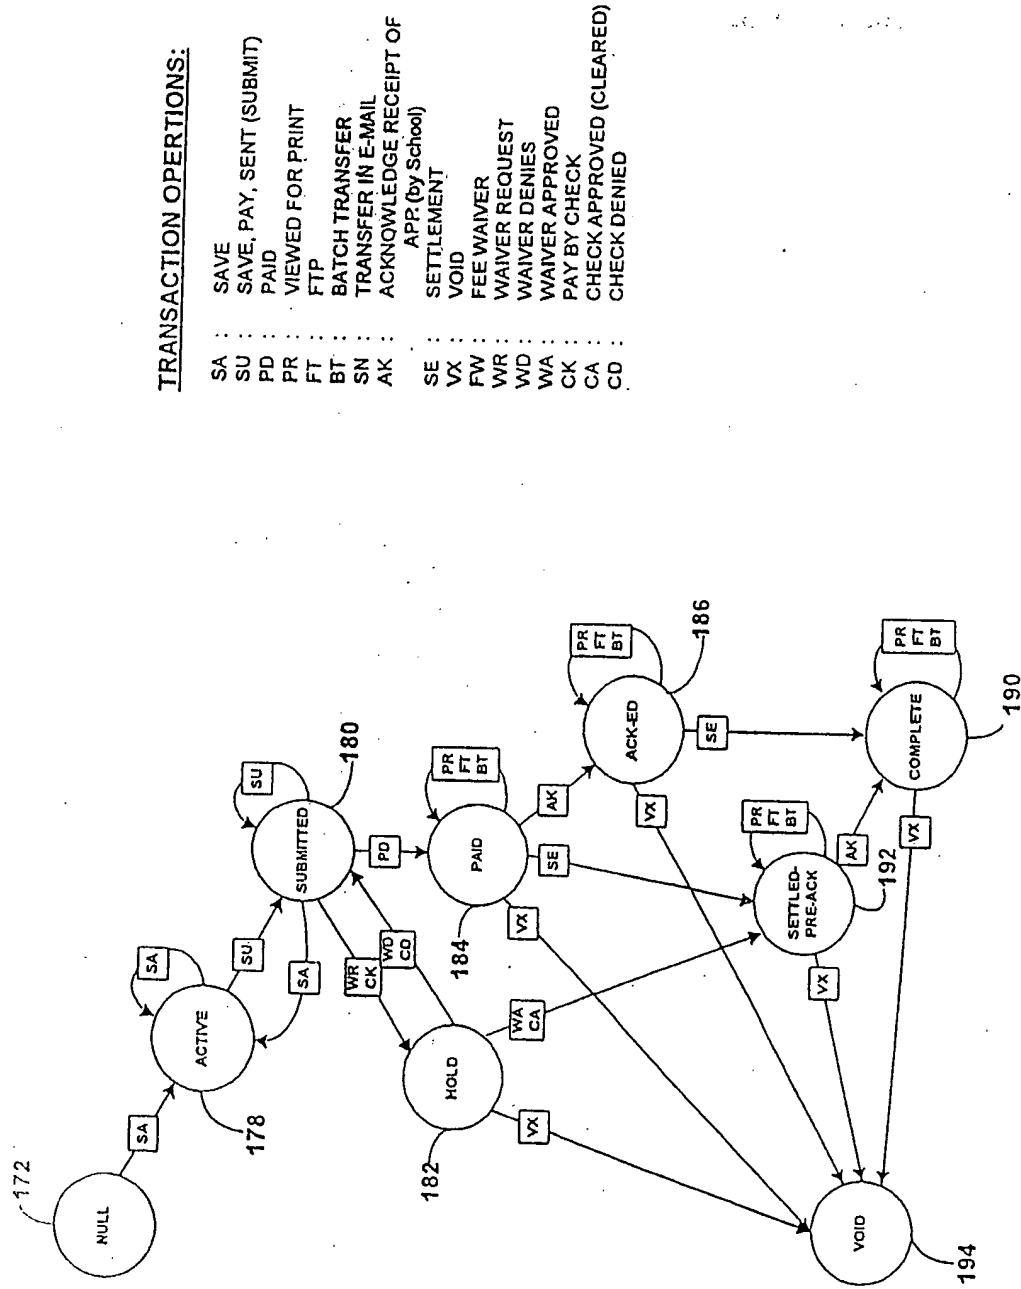 TRANSACTION OPERTIONS:
SA : SAVE
SU : SAVE, PAY, SENT (SUBMIT)
PD : PAID
PR : VIEWED FOR PRINT
FT : FTP
BT : BATCH TRANSFER
SN : TRANSFER IN E-MAIL
AK : ACKNOWLEDGE RECEIPT OF
APP. (by School)
SE : SETTLEMENT
VX : VOID
FW : FEE WAIVER
WR : WAIVER REQUEST
WD : WAIVER DENIES
WA : WAIVER APPROVED
CK : PAY BY CHECK
CA : CHECK APPROVED (CLEARED)
CD : CHECK DENIED
172
NULL
SA
178
ACTIVE
SA
SU
SA
180
SUBMITTED
SU
WR
CK
WD
CD
PD
182
HOLD
VX
WA
CA
184
PAID
PR
FT
BT
VX
SE
AK
186
ACK-ED
PR
FT
BT
VX
SE
192
SETTLED-
PRE-ACK
PR
FT
BT
VX
AK
190
COMPLETE
PR
FT
BT
VX
194
VOID